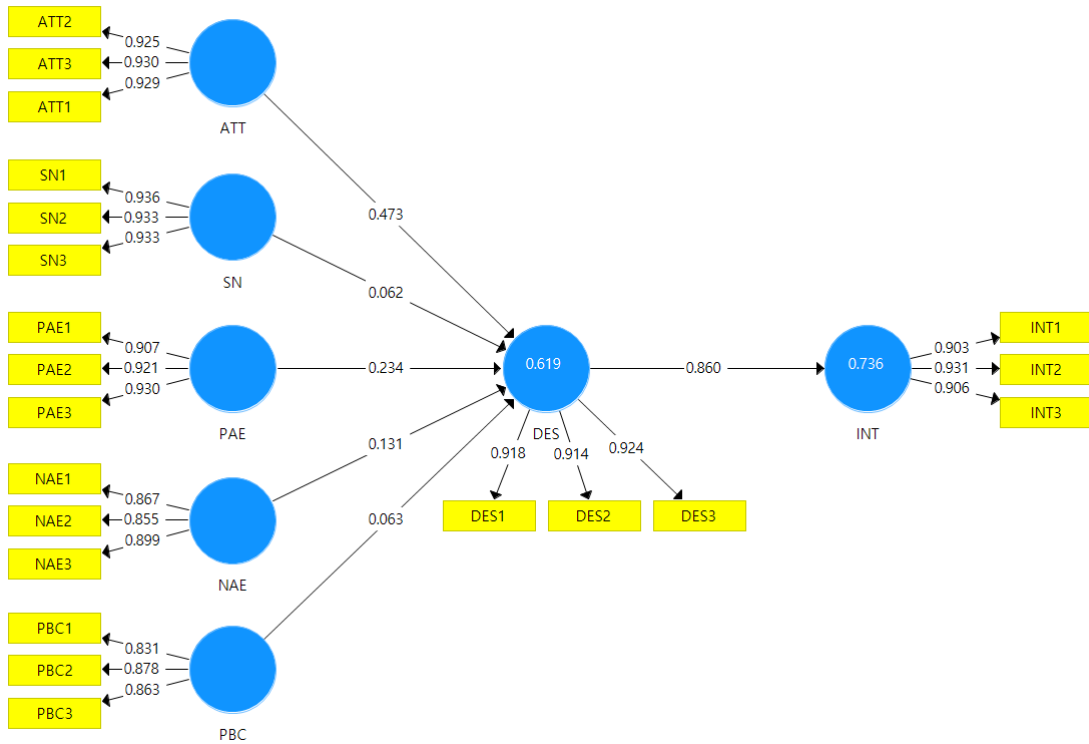 ATT2
0.925
ATT3
0.930
ATT1
0.929
ATT
SN1
0.936
SN2
0.933
SN3
0.933
SN
PAE1
0.907
PAE2
0.921
PAE3
0.930
PAE
NAE1
0.867
NAE2
0.855
NAE3
0.899
NAE
PBC1
0.831
PBC2
0.878
PBC3
0.863
PBC
0.473
0.062
0.234
0.131
0.063
0.619
DES
0.918
0.914
0.924
DES1
DES2
DES3
0.860
0.736
INT
0.903
INT1
0.931
INT2
0.906
INT3